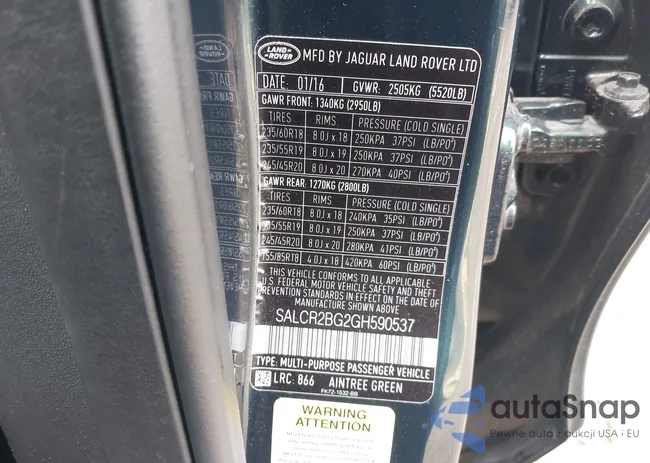 LAND ROVER
MFD BY JAGUAR LAND ROVER LTD
DATE: 01/16 GVWR: 2505KG (5520LB)
GAWR FRONT: 1340KG (2950LB)
TIRES RIMS PRESSURE (COLD SINGLE)
235/60R18 8.0J x 18 250KPA 37PSI (LB/PO²)
235/55R19 8.0J x 19 250KPA 37PSI (LB/PO²)
245/45R20 8.0J x 20 270KPA 40PSI (LB/PO²)
GAWR REAR: 1270KG (2800LB)
TIRES RIMS PRESSURE (COLD SINGLE)
235/60R18 8.0J x 18 240KPA 35PSI (LB/PO²)
235/55R19 8.0J x 19 250KPA 37PSI (LB/PO²)
245/45R20 8.0J x 20 280KPA 41PSI (LB/PO²)
155/85R18 4.0J x 18 420KPA 60PSI (LB/PO²)
THIS VEHICLE CONFORMS TO ALL APPLICABLE
U.S. FEDERAL MOTOR VEHICLE SAFETY AND THEFT
PREVENTION STANDARDS IN EFFECT ON THE DATE OF
MANUFACTURE SHOWN ABOVE
SALCR2BG2GH590537
TYPE: MULTI-PURPOSE PASSENGER VEHICLE
LRC: 866 AINTREE GREEN
FK72-1532-BB
WARNING
ATTENTION
autaSnap
Pewne auta z aukcji USA i EU